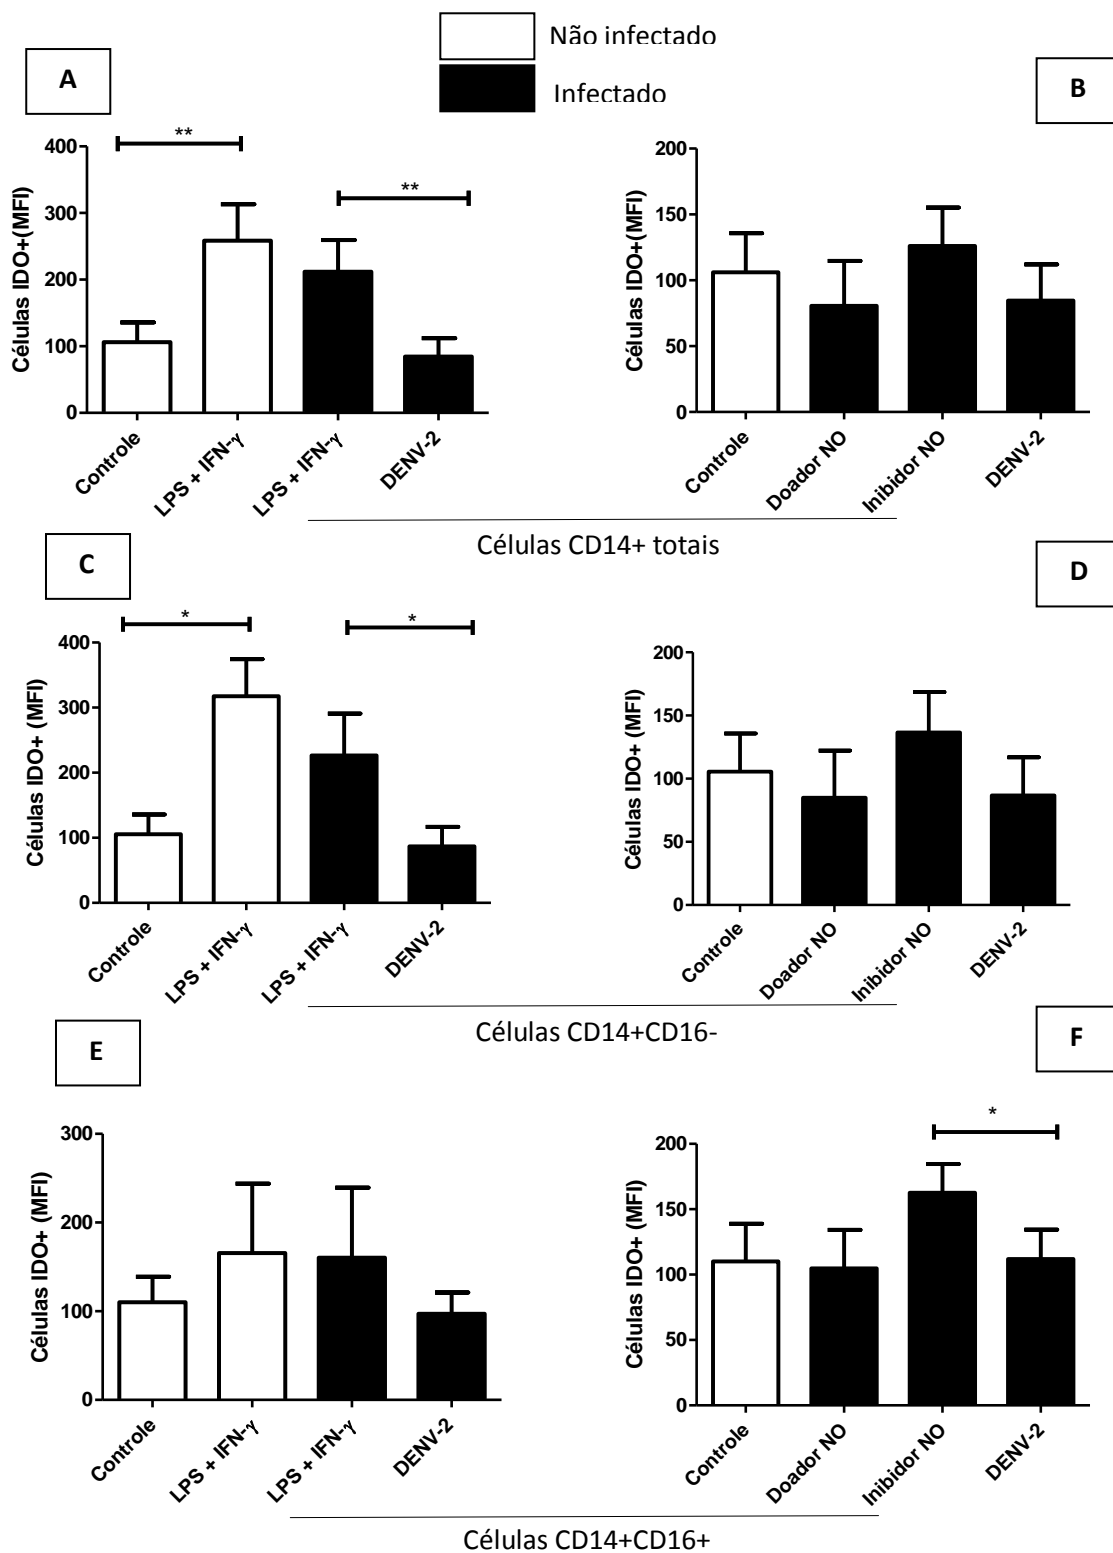 Não infectado
Infectado
A
**
**
400
300
200
100
0
Células IDO+(MFI)
Controle
LPS + IFN-γ
LPS + IFN-γ
DENV-2
B
200
150
100
50
0
Células IDO+(MFI)
Controle
Doador NO
Inibidor NO
DENV-2
Células CD14+ totais
C
*
*
400
300
200
100
0
Células IDO+ (MFI)
Controle
LPS + IFN-γ
LPS + IFN-γ
DENV-2
D
200
150
100
50
0
Células IDO+ (MFI)
Controle
Doador NO
Inibidor NO
DENV-2
Células CD14+CD16-
E
300
200
100
0
Células IDO+ (MFI)
Controle
LPS + IFN-γ
LPS + IFN-γ
DENV-2
F
*
200
150
100
50
0
Células IDO+ (MFI)
Controle
Doador NO
Inibidor NO
DENV-2
Células CD14+CD16+